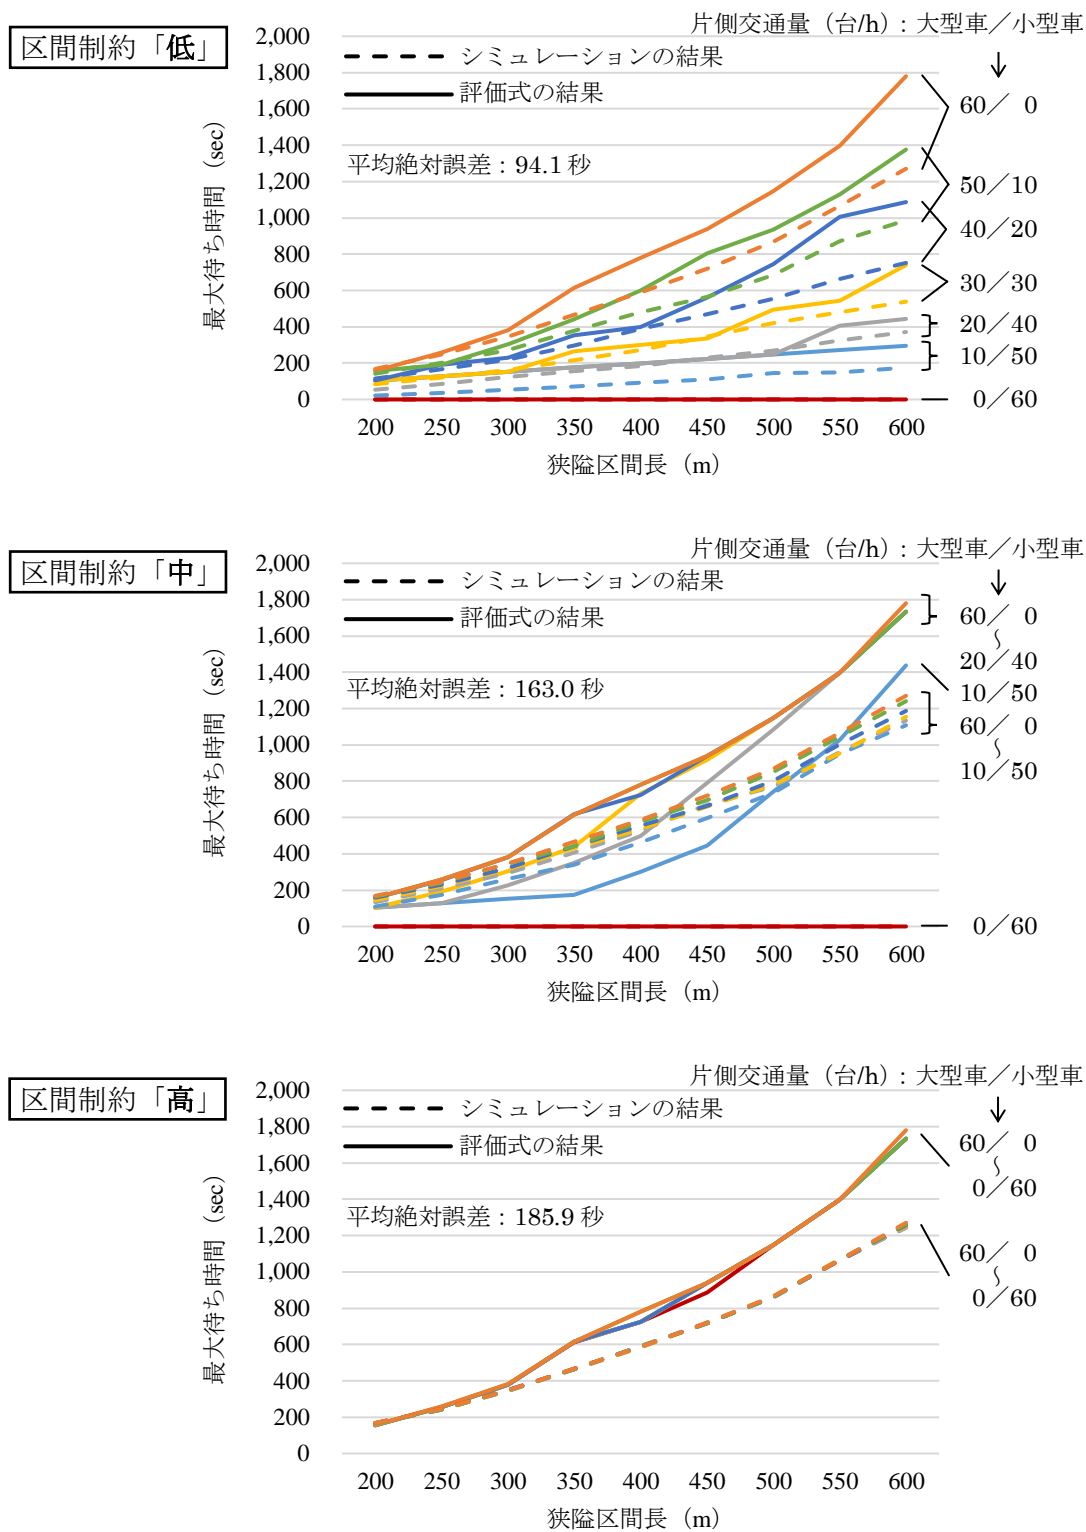 片側交通量（台/h）: 大型車／小型車
区間制約「低」
2,000
シミュレーションの結果
1,800
評価式の結果
1,600
60／ 0
1,400
平均絶対誤差 : 94.1 秒
1,200
50／10
1,000
40／20
800
30／30
600
400
20／40
200
10／50
0
0／60
最大待ち時間（sec）
200 250 300 350 400 450 500 550 600
狭隘区間長（m）
片側交通量（台/h）: 大型車／小型車
区間制約「中」
2,000
シミュレーションの結果
1,800
評価式の結果
60／ 0
～
1,600
20／40
1,400
平均絶対誤差 : 163.0 秒
10／50
1,200
60／ 0
～
1,000
10／50
800
600
400
200
0
0／60
最大待ち時間（sec）
200 250 300 350 400 450 500 550 600
狭隘区間長（m）
片側交通量（台/h）: 大型車／小型車
区間制約「高」
2,000
シミュレーションの結果
1,800
評価式の結果
60／ 0
～
1,600
0／60
1,400
平均絶対誤差 : 185.9 秒
1,200
60／ 0
～
1,000
0／60
800
600
400
200
0
最大待ち時間（sec）
200 250 300 350 400 450 500 550 600
狭隘区間長（m）